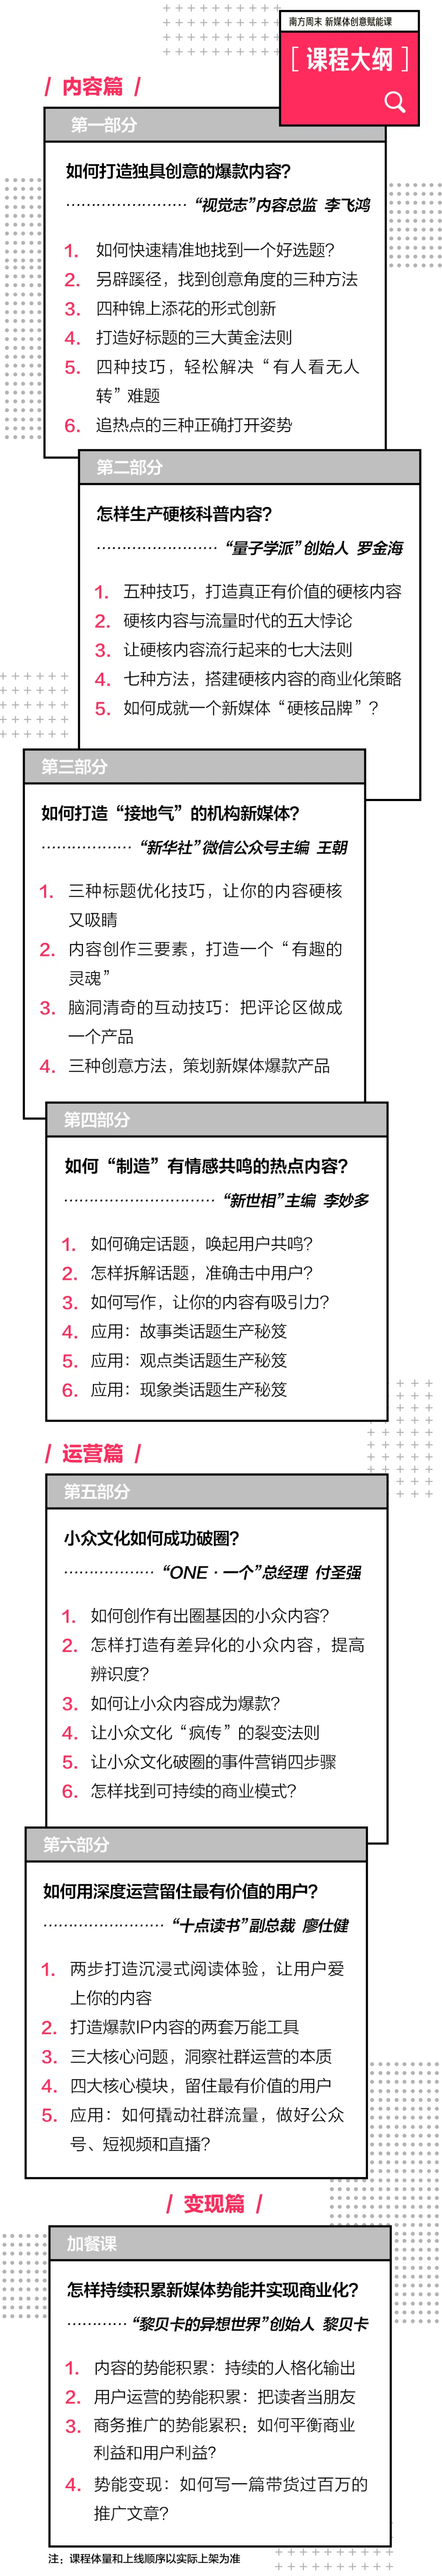 南方周末 新媒体创意赋能课
[ 课程大纲 ]
/ 内容篇 /
第一部分
如何打造独具创意的爆款内容?
························ “视觉志”内容总监 李飞鸿
1. 如何快速精准地找到一个好选题?
2. 另辟蹊径，找到创意角度的三种方法
3. 四种锦上添花的形式创新
4. 打造好标题的三大黄金法则
5. 四种技巧，轻松解决“有人看无人
转”难题
6. 追热点的三种正确打开姿势
第二部分
怎样生产硬核科普内容?
························ “量子学派”创始人 罗金海
1. 五种技巧，打造真正有价值的硬核内容
2. 硬核内容与流量时代的五大悖论
3. 让硬核内容流行起来的七大法则
4. 七种方法，搭建硬核内容的商业化策略
5. 如何成就一个新媒体“硬核品牌”?
第三部分
如何打造“接地气”的机构新媒体?
·················· “新华社”微信公众号主编 王朝
1. 三种标题优化技巧，让你的内容硬核
又吸睛
2. 内容创作三要素，打造一个“有趣的
灵魂”
3. 脑洞清奇的互动技巧：把评论区做成
一个产品
4. 三种创意方法，策划新媒体爆款产品
第四部分
如何“制造”有情感共鸣的热点内容?
······························ “新世相”主编 李妙多
1. 如何确定话题，唤起用户共鸣?
2. 怎样拆解话题，准确击中用户?
3. 如何写作，让你的内容有吸引力?
4. 应用：故事类话题生产秘笈
5. 应用：观点类话题生产秘笈
6. 应用：现象类话题生产秘笈
/ 运营篇 /
第五部分
小众文化如何成功破圈?
·················· “ONE · 一个”总经理 付圣强
1. 如何创作有出圈基因的小众内容?
2. 怎样打造有差异化的小众内容，提高
辨识度?
3. 如何让小众内容成为爆款?
4. 让小众文化“疯传”的裂变法则
5. 让小众文化破圈的事件营销四步骤
6. 怎样找到可持续的商业模式?
第六部分
如何用深度运营留住最有价值的用户?
························ “十点读书”副总裁 廖仕健
1. 两步打造沉浸式阅读体验，让用户爱
上你的内容
2. 打造爆款IP内容的两套万能工具
3. 三大核心问题，洞察社群运营的本质
4. 四大核心模块，留住最有价值的用户
5. 应用：如何撬动社群流量，做好公众
号、短视频和直播?
/ 变现篇 /
加餐课
怎样持续积累新媒体势能并实现商业化?
············ “黎贝卡的异想世界”创始人 黎贝卡
1. 内容的势能积累：持续的人格化输出
2. 用户运营的势能积累：把读者当朋友
3. 商务推广的势能累积：如何平衡商业
利益和用户利益?
4. 势能变现：如何写一篇带货过百万的
推广文章?
注：课程体量和上线顺序以实际上架为准